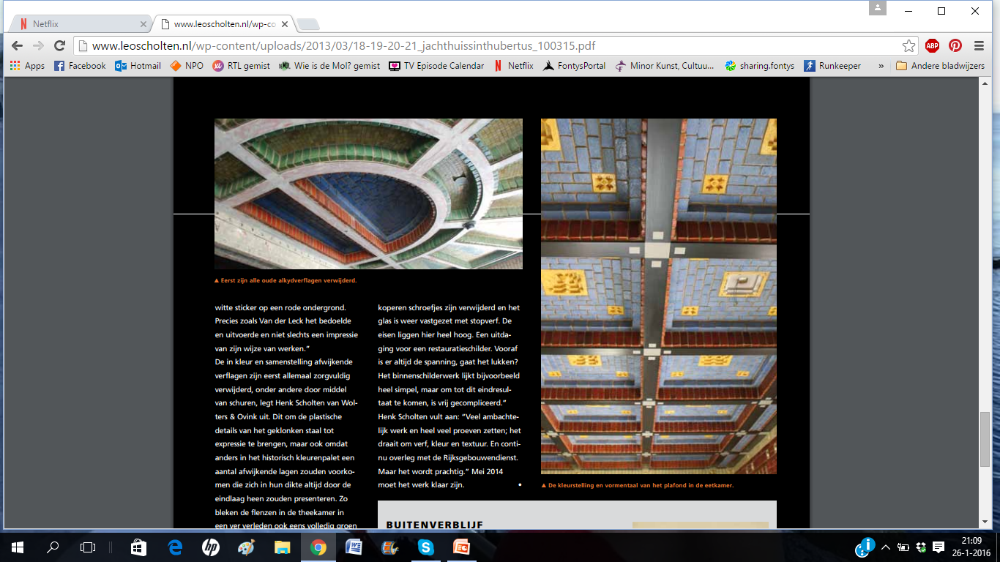 Netflix
www.leoscholten.nl/wp-co
www.leoscholten.nl/wp-content/uploads/2013/03/18-19-20-21_jachthuissinthubertus_100315.pdf
ABP
Apps
Facebook
Hotmail
NPO
RTL gemist
Wie is de Mol? gemist
TV Episode Calendar
Netflix
FontysPortal
Minor Kunst, Cultuu...
sharing.fontys
Runkeeper
»
Andere bladwijzers
▲ Eerst zijn alle oude alkydverflagen verwijderd.
witte sticker op een rode ondergrond.
Precies zoals Van der Leck het bedoelde
en uitvoerde en niet slechts een impressie
van zijn wijze van werken.”
De in kleur en samenstelling afwijkende
verflagen zijn eerst allemaal zorgvuldig
verwijderd, onder andere door middel
van schuren, legt Henk Scholten van Wol-
ters & Ovink uit. Dit om de plastische
details van het geklonken staal tot
expressie te brengen, maar ook omdat
anders in het historisch kleurenpalet een
aantal afwijkende lagen zouden voorko-
men die zich in hun dikte altijd door de
eindlaag heen zouden presenteren. Zo
bleken de flenzen in de theekamer in
een ver verleden ook eens volledig groen
koperen schroefjes zijn verwijderd en het
glas is weer vastgezet met stopverf. De
eisen liggen hier heel hoog. Een uitda-
ging voor een restauratieschilder. Vooraf
is er altijd de spanning, gaat het lukken?
Het binnenschilderwerk lijkt bijvoorbeeld
heel simpel, maar om tot dit eindresul-
taat te komen, is vrij gecompliceerd.”
Henk Scholten vult aan: “Veel ambachte-
lijk werk en heel veel proeven zetten; het
draait om verf, kleur en textuur. En conti-
nu overleg met de Rijksgebouwendienst.
Maar het wordt prachtig.” Mei 2014
moet het werk klaar zijn. •
▲ De kleurstelling en vormentaal van het plafond in de eetkamer.
BUITENVERBLIJF
21:09
26-1-2016